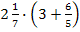 2 1/7 · (3 + 6/5)